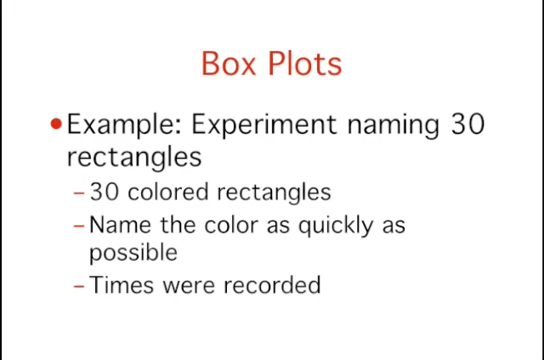 Box Plots
•Example: Experiment naming 30
rectangles
–30 colored rectangles
–Name the color as quickly as
possible
–Times were recorded